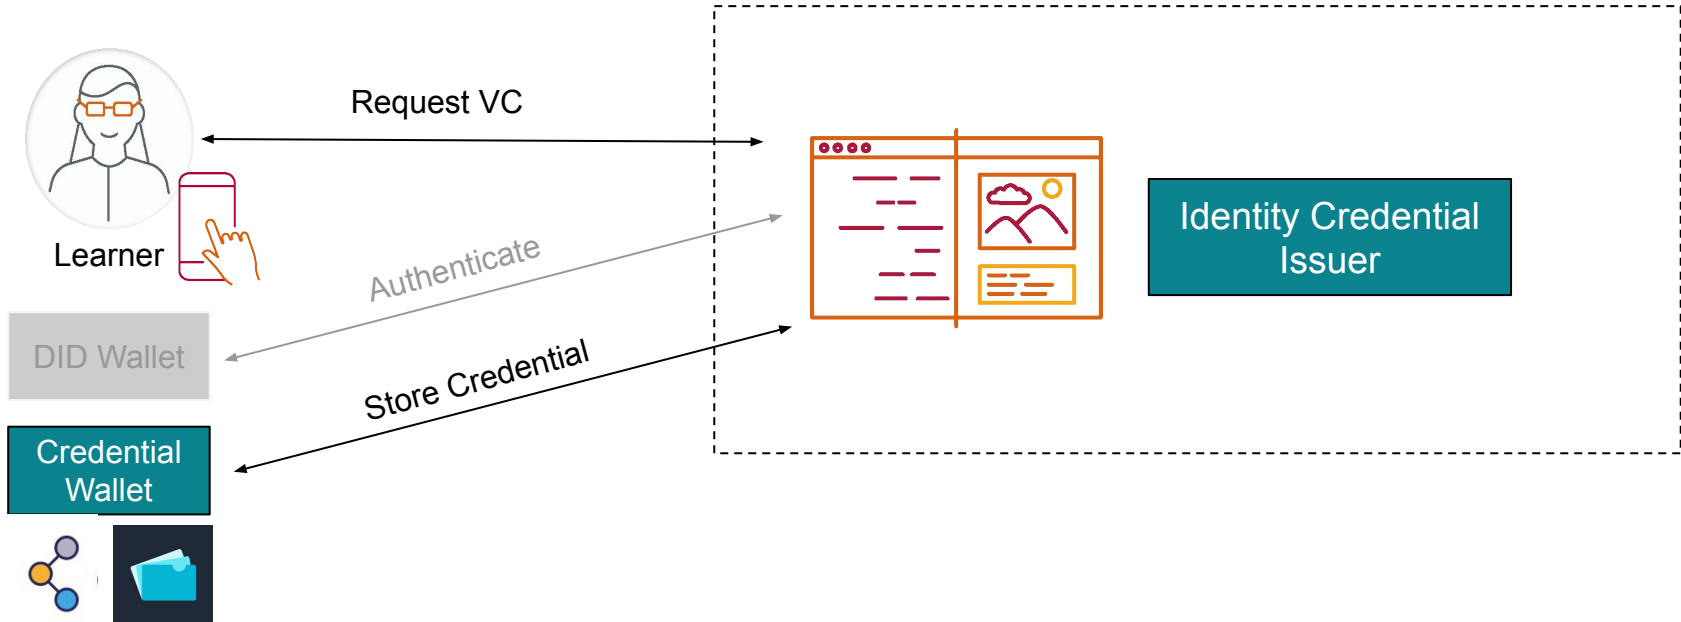 Request VC
Learner
Identity Credential
Issuer
Authenticate
DID Wallet
Store Credential
Credential
Wallet